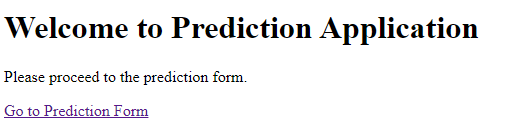 Welcome to Prediction Application
Please proceed to the prediction form.
Go to Prediction Form